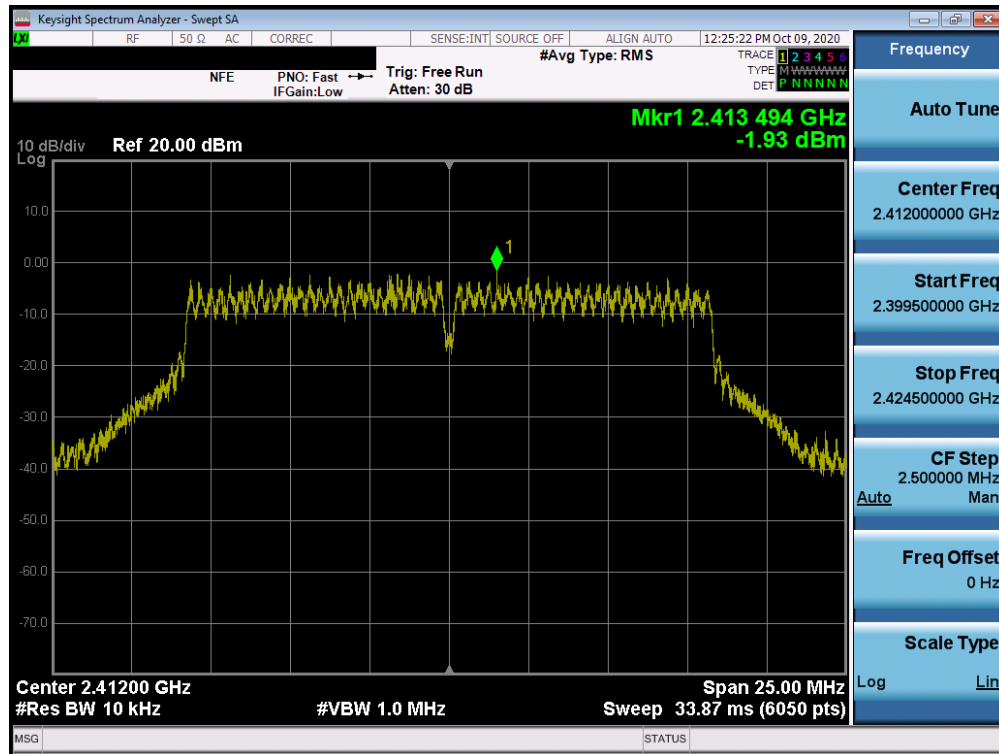 Keysight Spectrum Analyzer - Swept SA
LXI RF 50 Ω AC CORREC SENSE:INT SOURCE OFF ALIGN AUTO 12:25:22 PM Oct 09, 2020
NFE PNO: Fast Trig: Free Run #Avg Type: RMS TRACE 1 2 3 4 5 6
IFGain:Low Atten: 30 dB TYPE M W W W W W
DET P N N N N N
Mkr1 2.413 494 GHz
-1.93 dBm
10 dB/div Ref 20.00 dBm
Log
1
10.0
0.00
-10.0
-20.0
-30.0
-40.0
-50.0
-60.0
-70.0
Center 2.41200 GHz Span 25.00 MHz
#Res BW 10 kHz #VBW 1.0 MHz Sweep 33.87 ms (6050 pts)
MSG STATUS
Frequency
Auto Tune
Center Freq
2.412000000 GHz
Start Freq
2.399500000 GHz
Stop Freq
2.424500000 GHz
CF Step
2.500000 MHz
Auto Man
Freq Offset
0 Hz
Scale Type
Log Lin